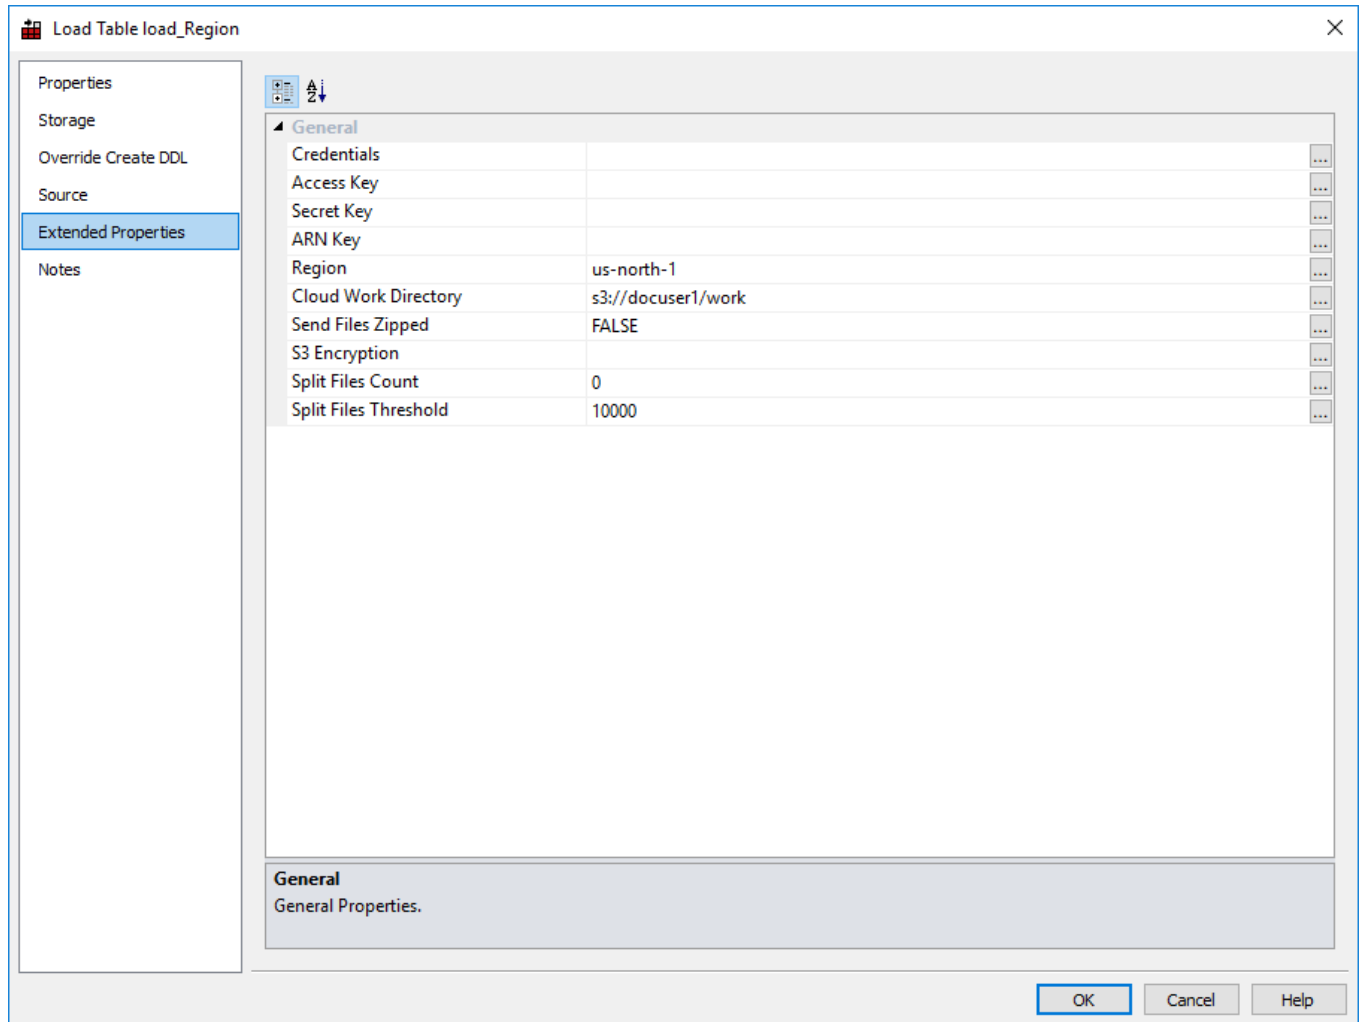 Load Table load_Region
Properties
Storage
Override Create DDL
Source
Extended Properties
Notes
General
Credentials ...
Access Key ...
Secret Key ...
ARN Key ...
Region us-north-1 ...
Cloud Work Directory s3://docuser1/work ...
Send Files Zipped FALSE ...
S3 Encryption ...
Split Files Count 0 ...
Split Files Threshold 10000 ...
General
General Properties.
OK Cancel Help